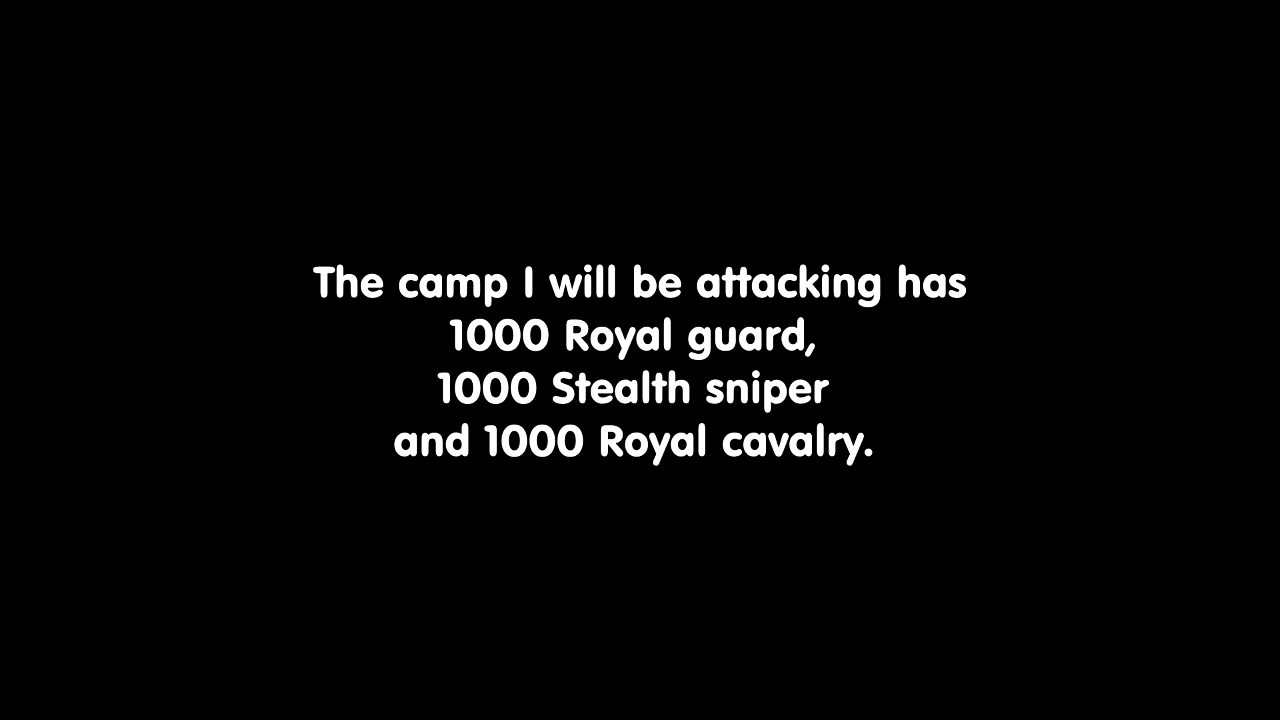 The camp I will be attacking has
1000 Royal guard,
1000 Stealth sniper
and 1000 Royal cavalry.